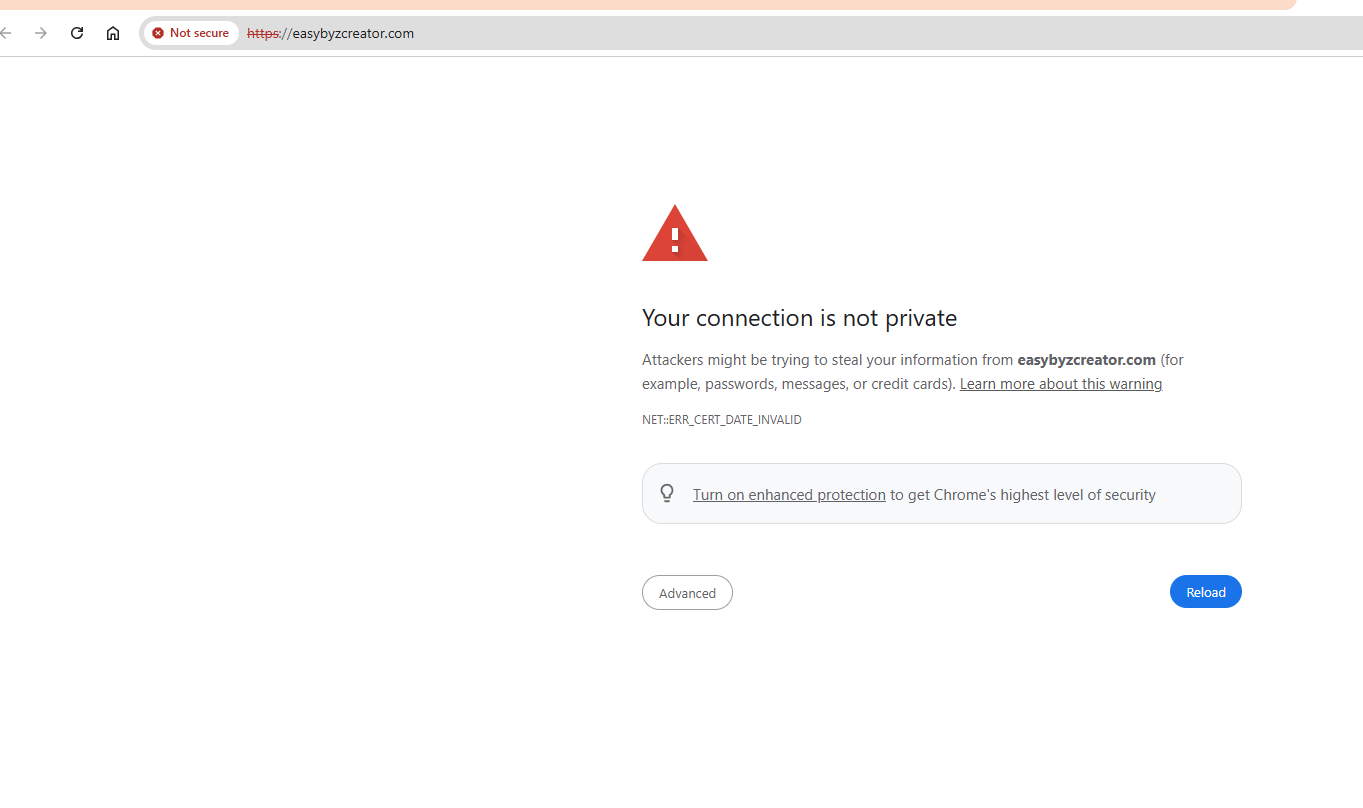 Not secure https://easybyzcreator.com
Your connection is not private
Attackers might be trying to steal your information from easybyzcreator.com (for
example, passwords, messages, or credit cards). Learn more about this warning
NET::ERR_CERT_DATE_INVALID
Turn on enhanced protection to get Chrome's highest level of security
Advanced
Reload